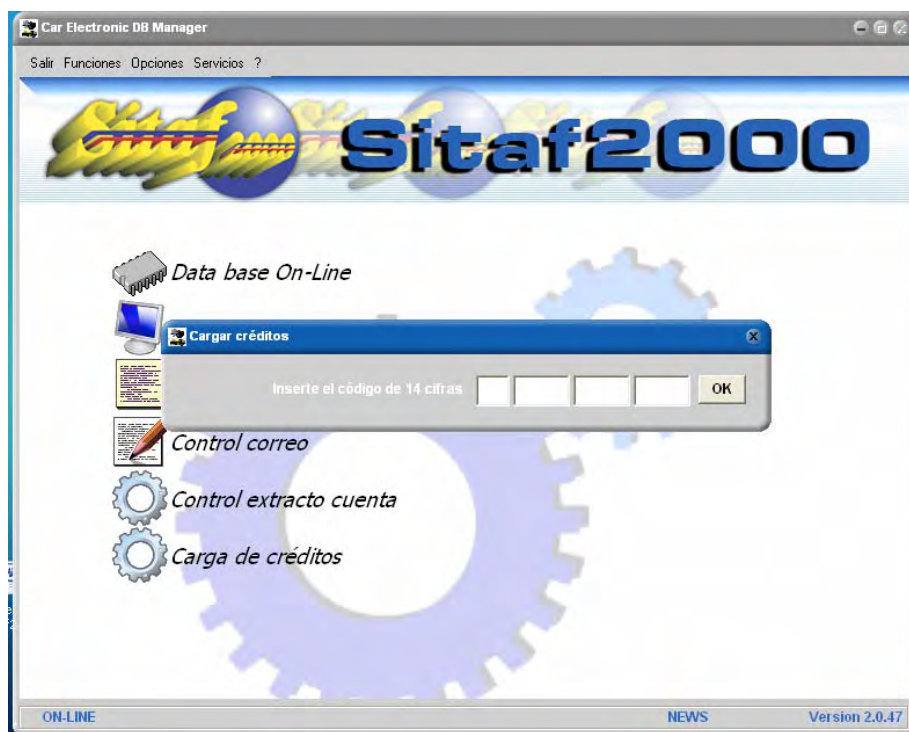 Car Electronic DB Manager
Salir Funciones Opciones Servicios ?
Sitaf2000
Sitaf2000
Data base On-Line
Cargar créditos
Inserte el código de 14 cifras
OK
Control correo
Control extracto cuenta
Carga de créditos
ON-LINE NEWS Version 2.0.47